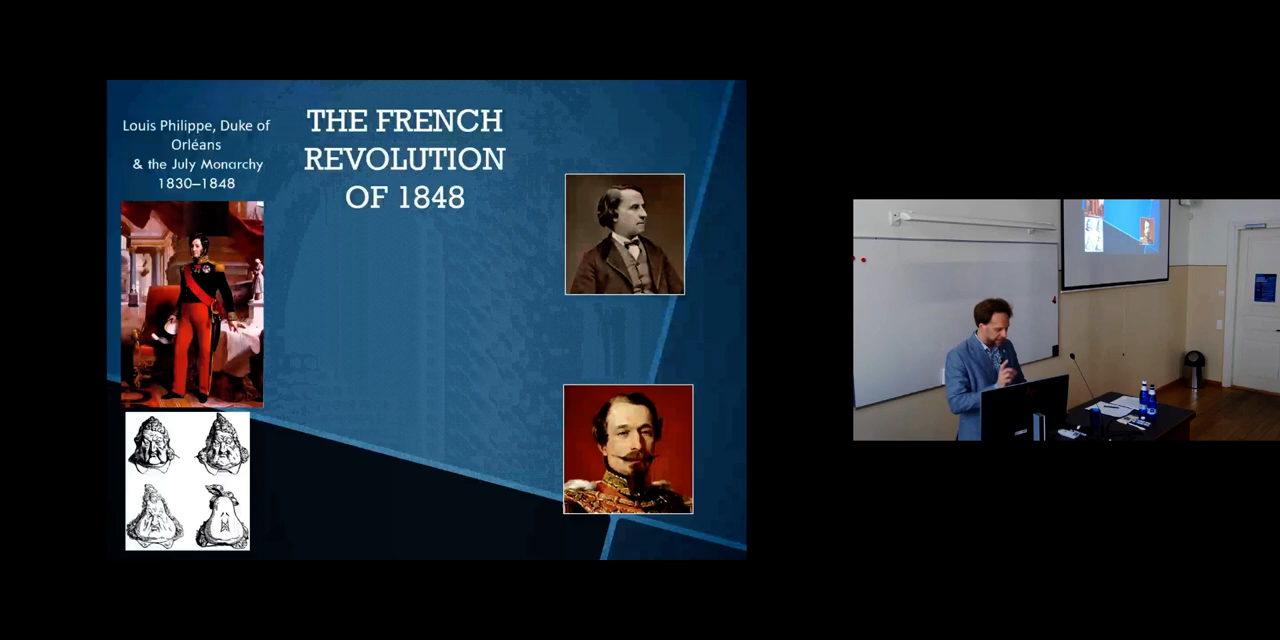 Louis Philippe, Duke of
Orléans
& the July Monarchy
1830–1848
THE FRENCH
REVOLUTION
OF 1848